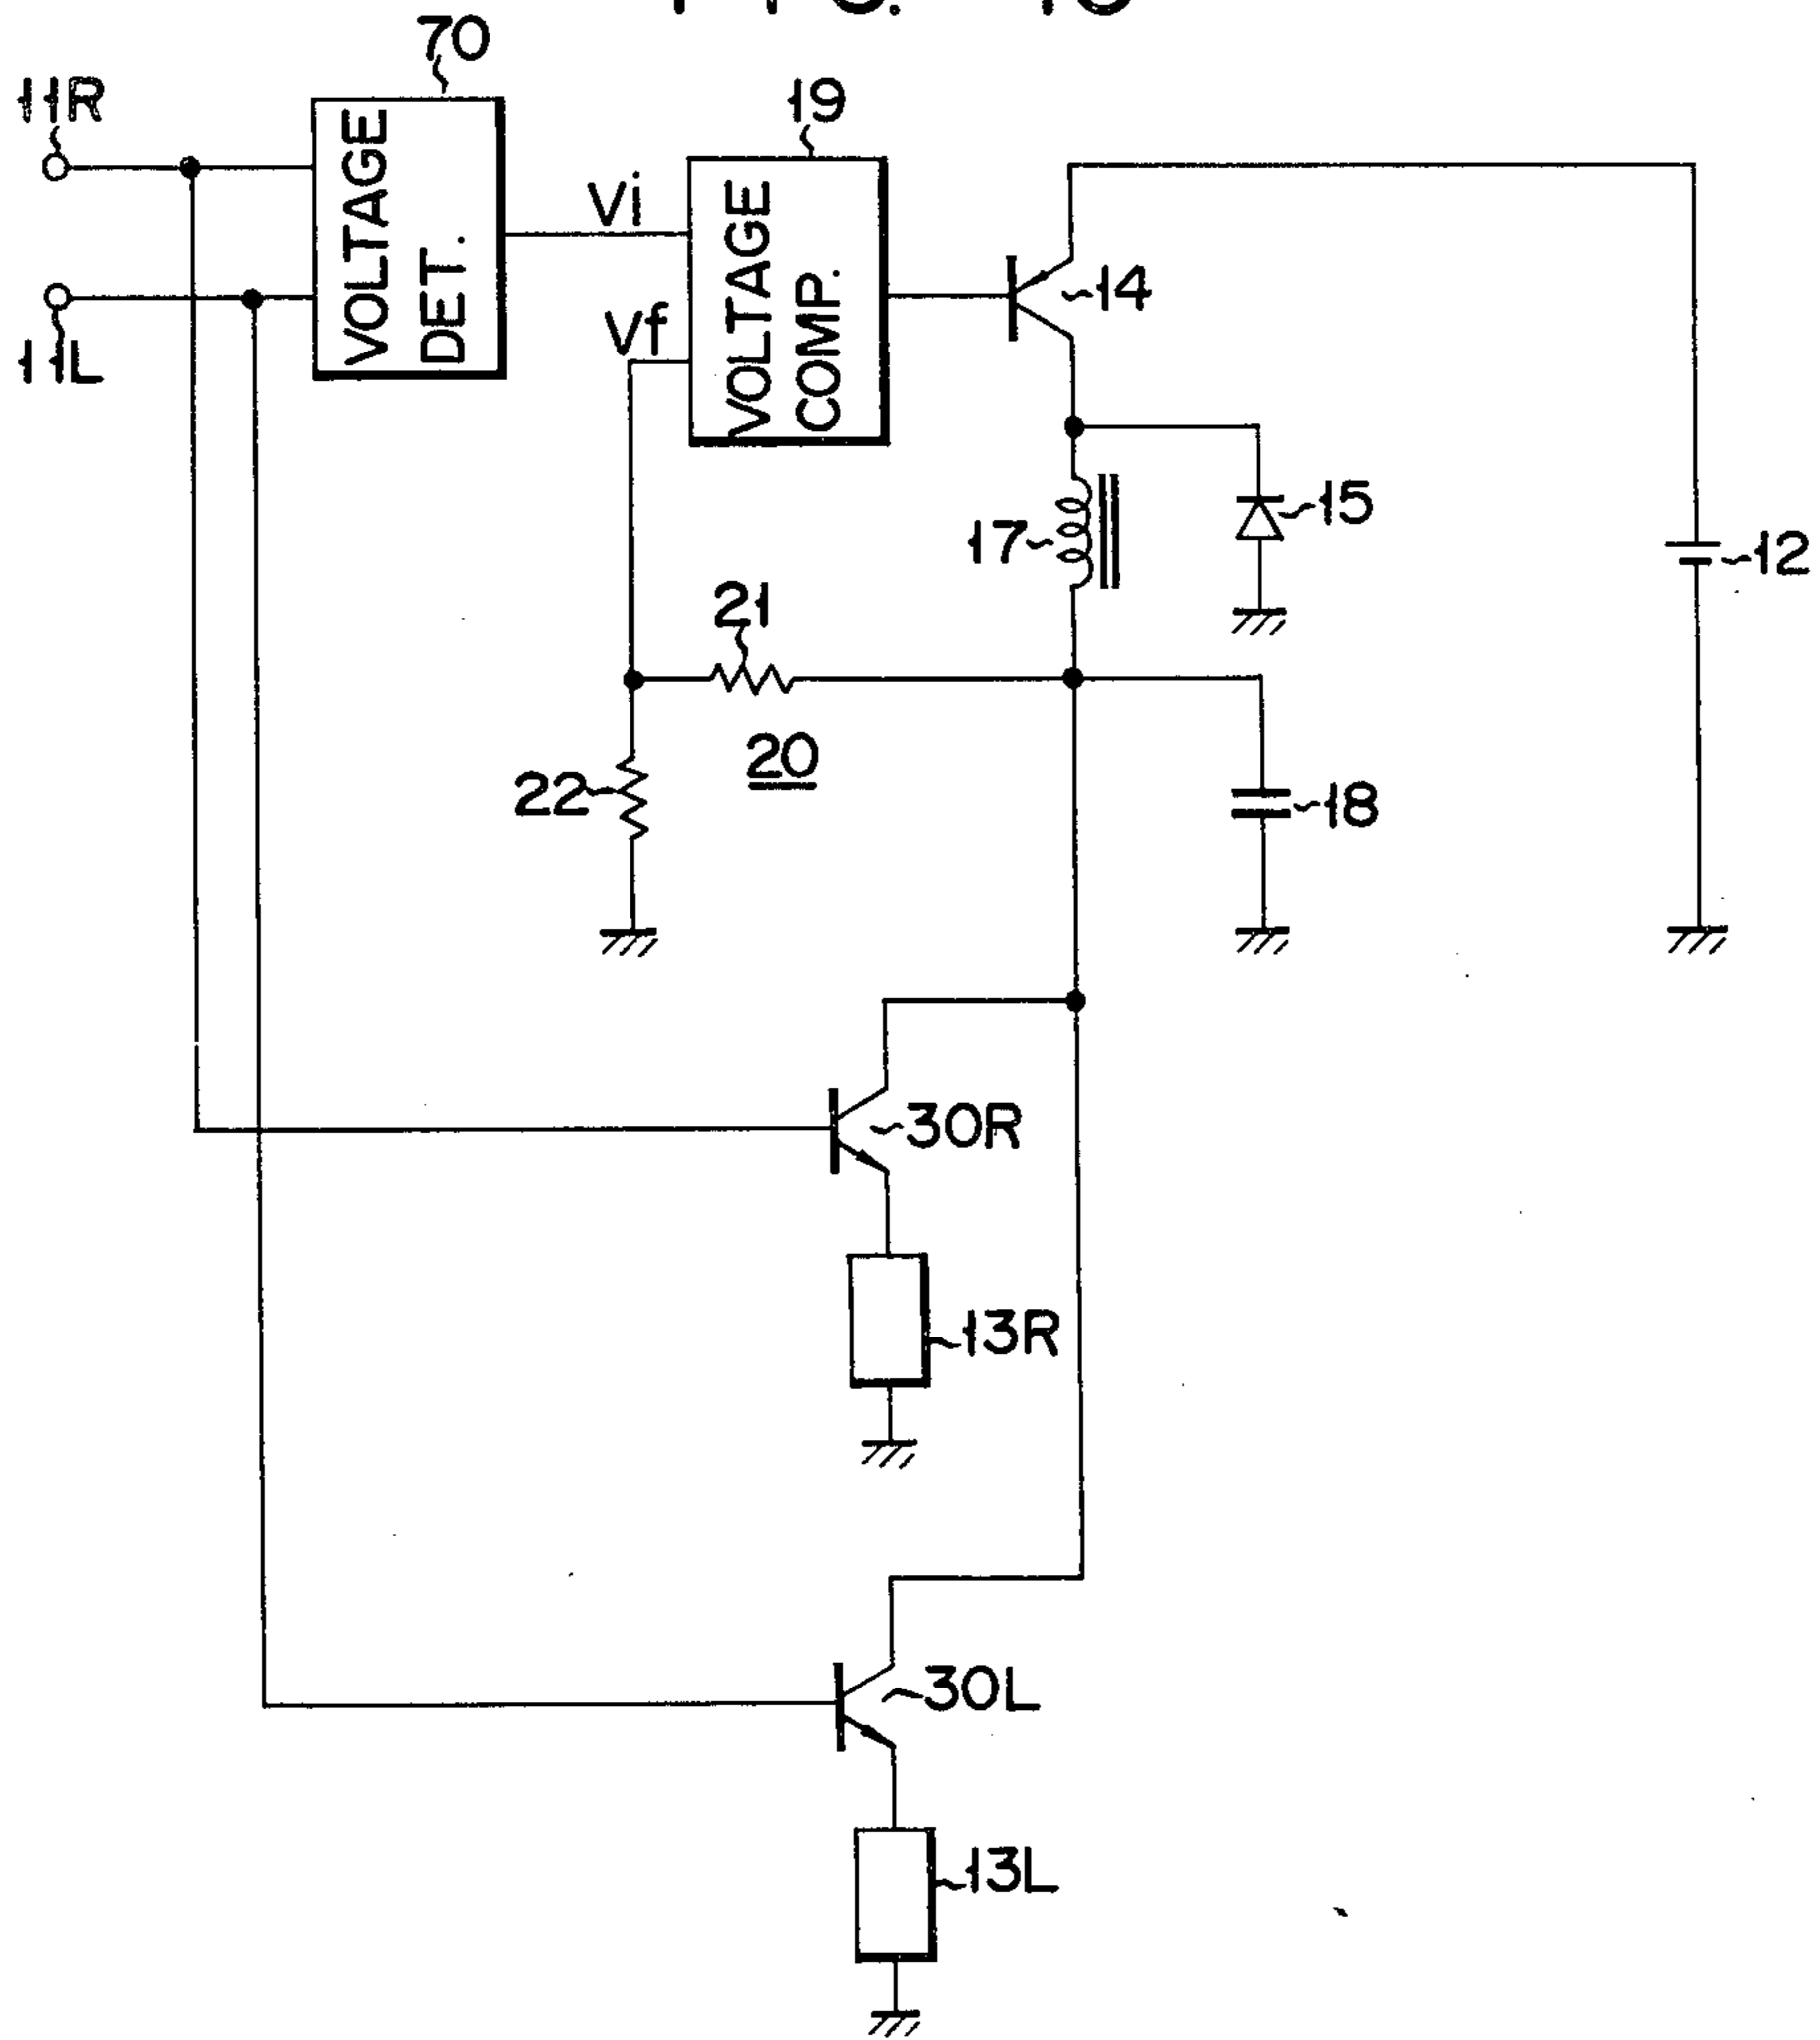 70
11R
19
VOLTAGE
DET.
Vi
VOLTAGE
COMP.
14
Vf
11L
15
17
12
21
20
22
18
30R
13R
30L
13L